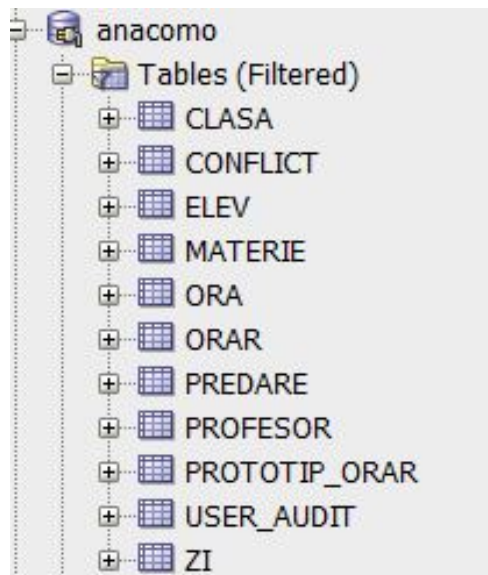 anacomo
Tables (Filtered)
CLASA
CONFLICT
ELEV
MATERIE
ORA
ORAR
PREDARE
PROFESOR
PROTOTIP_ORAR
USER_AUDIT
ZI